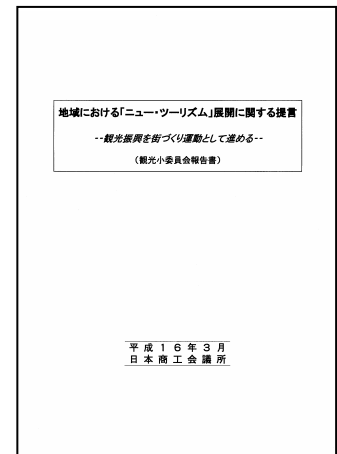 地域における「ニュー・ツーリズム」展開に関する提言
--観光振興を街づくり運動として進める--
（観光小委員会報告書）
平成１６年３月
日本商工会議所